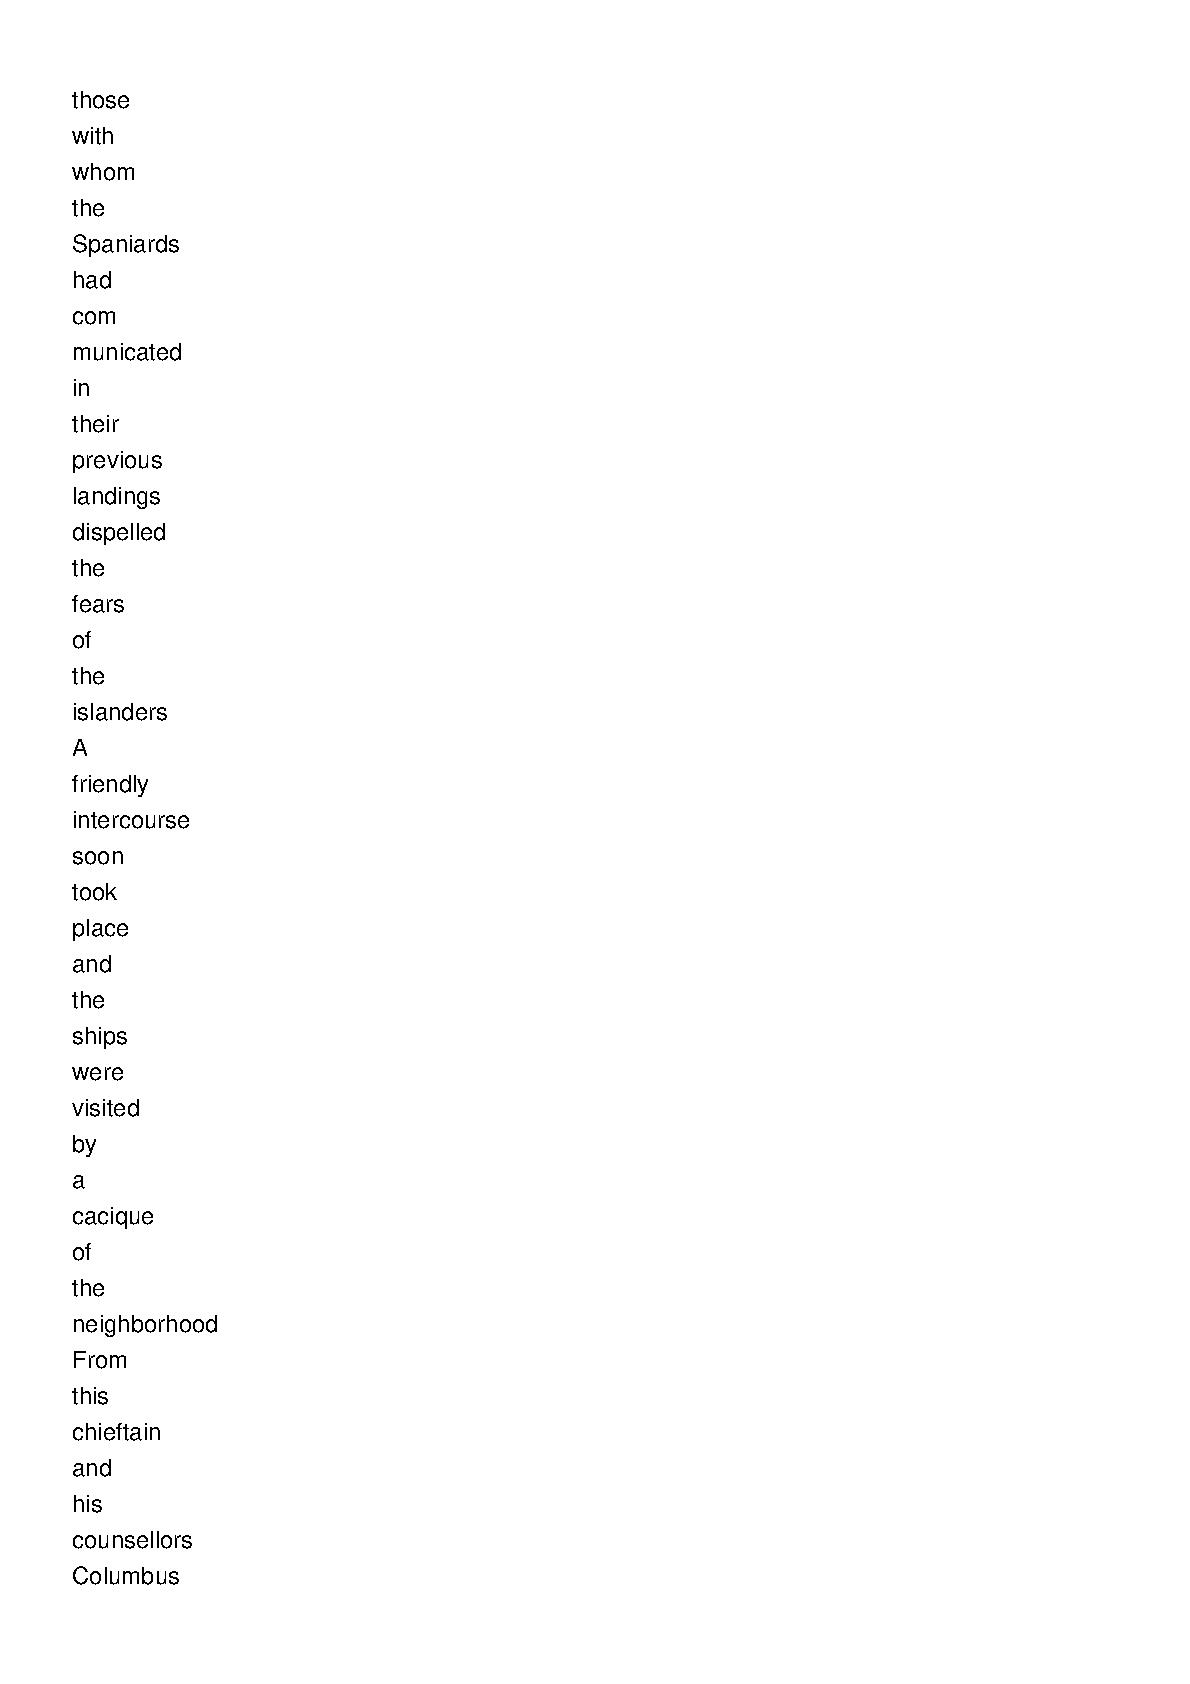 those
with
whom
the
Spaniards
had
com
municated
in
their
previous
landings
dispelled
the
fears
of
the
islanders
A
friendly
intercourse
soon
took
place
and
the
ships
were
visited
by
a
cacique
of
the
neighborhood
From
this
chieftain
and
his
counsellors
Columbus